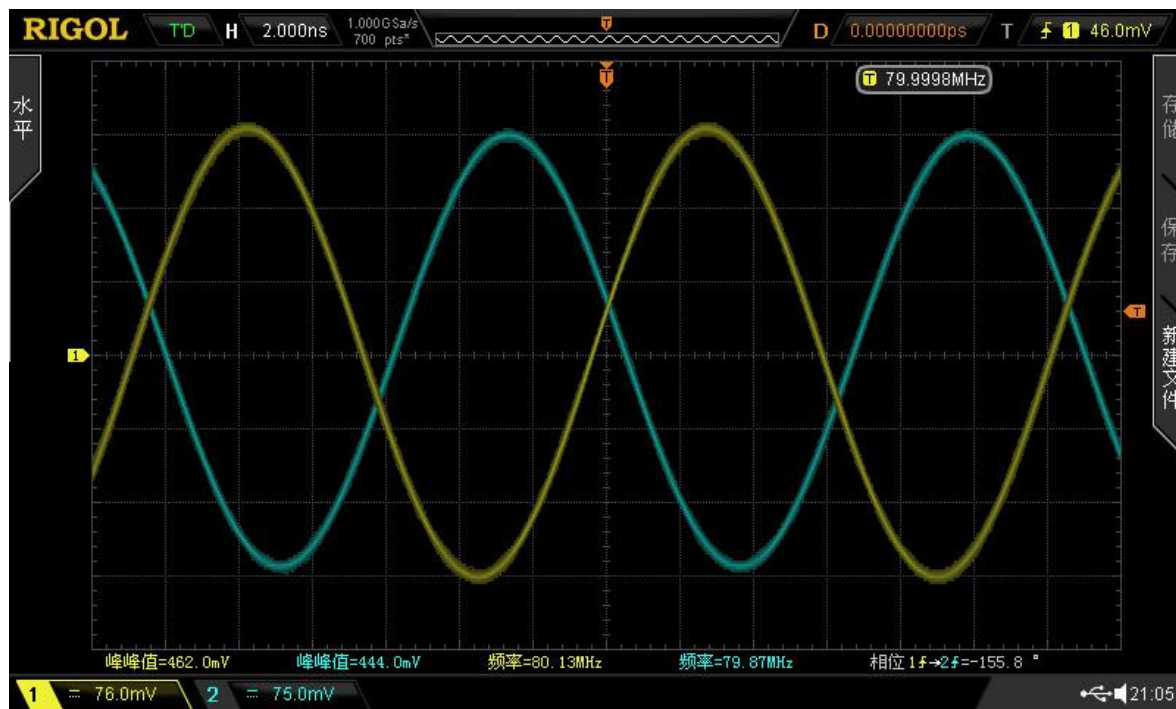 RIGOL T'D H 2.000ns 1.000GSa/s D 0.00000000ps T 1 46.0mV
700 pts*
T
水平
T
T 79.9998MHz
存储
保存
T
新建文件
1
峰峰值=462.0mV 峰峰值=444.0mV 频率=80.13MHz 频率=79.87MHz 相位1→2=-155.8 °
1 = 76.0mV 2 = 75.0mV 21:05